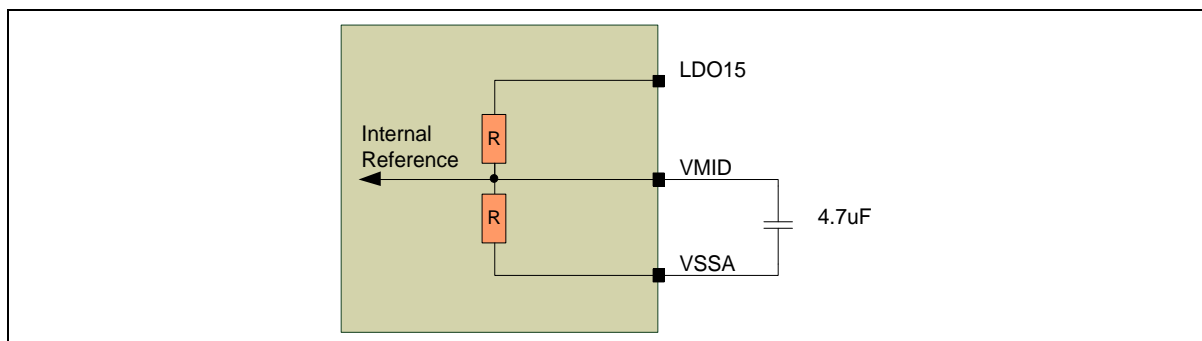 LDO15
R
Internal
Reference
VMID
R
4.7uF
VSSA